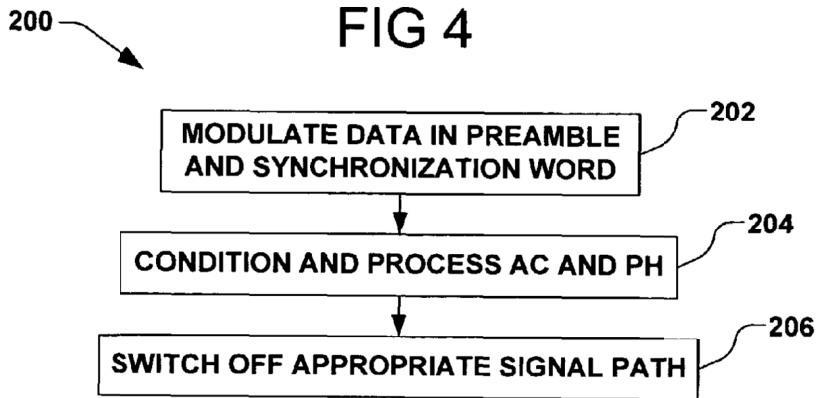 FIG 4
200
MODULATE DATA IN PREAMBLE
AND SYNCHRONIZATION WORD
202
CONDITION AND PROCESS AC AND PH
204
SWITCH OFF APPROPRIATE SIGNAL PATH
206